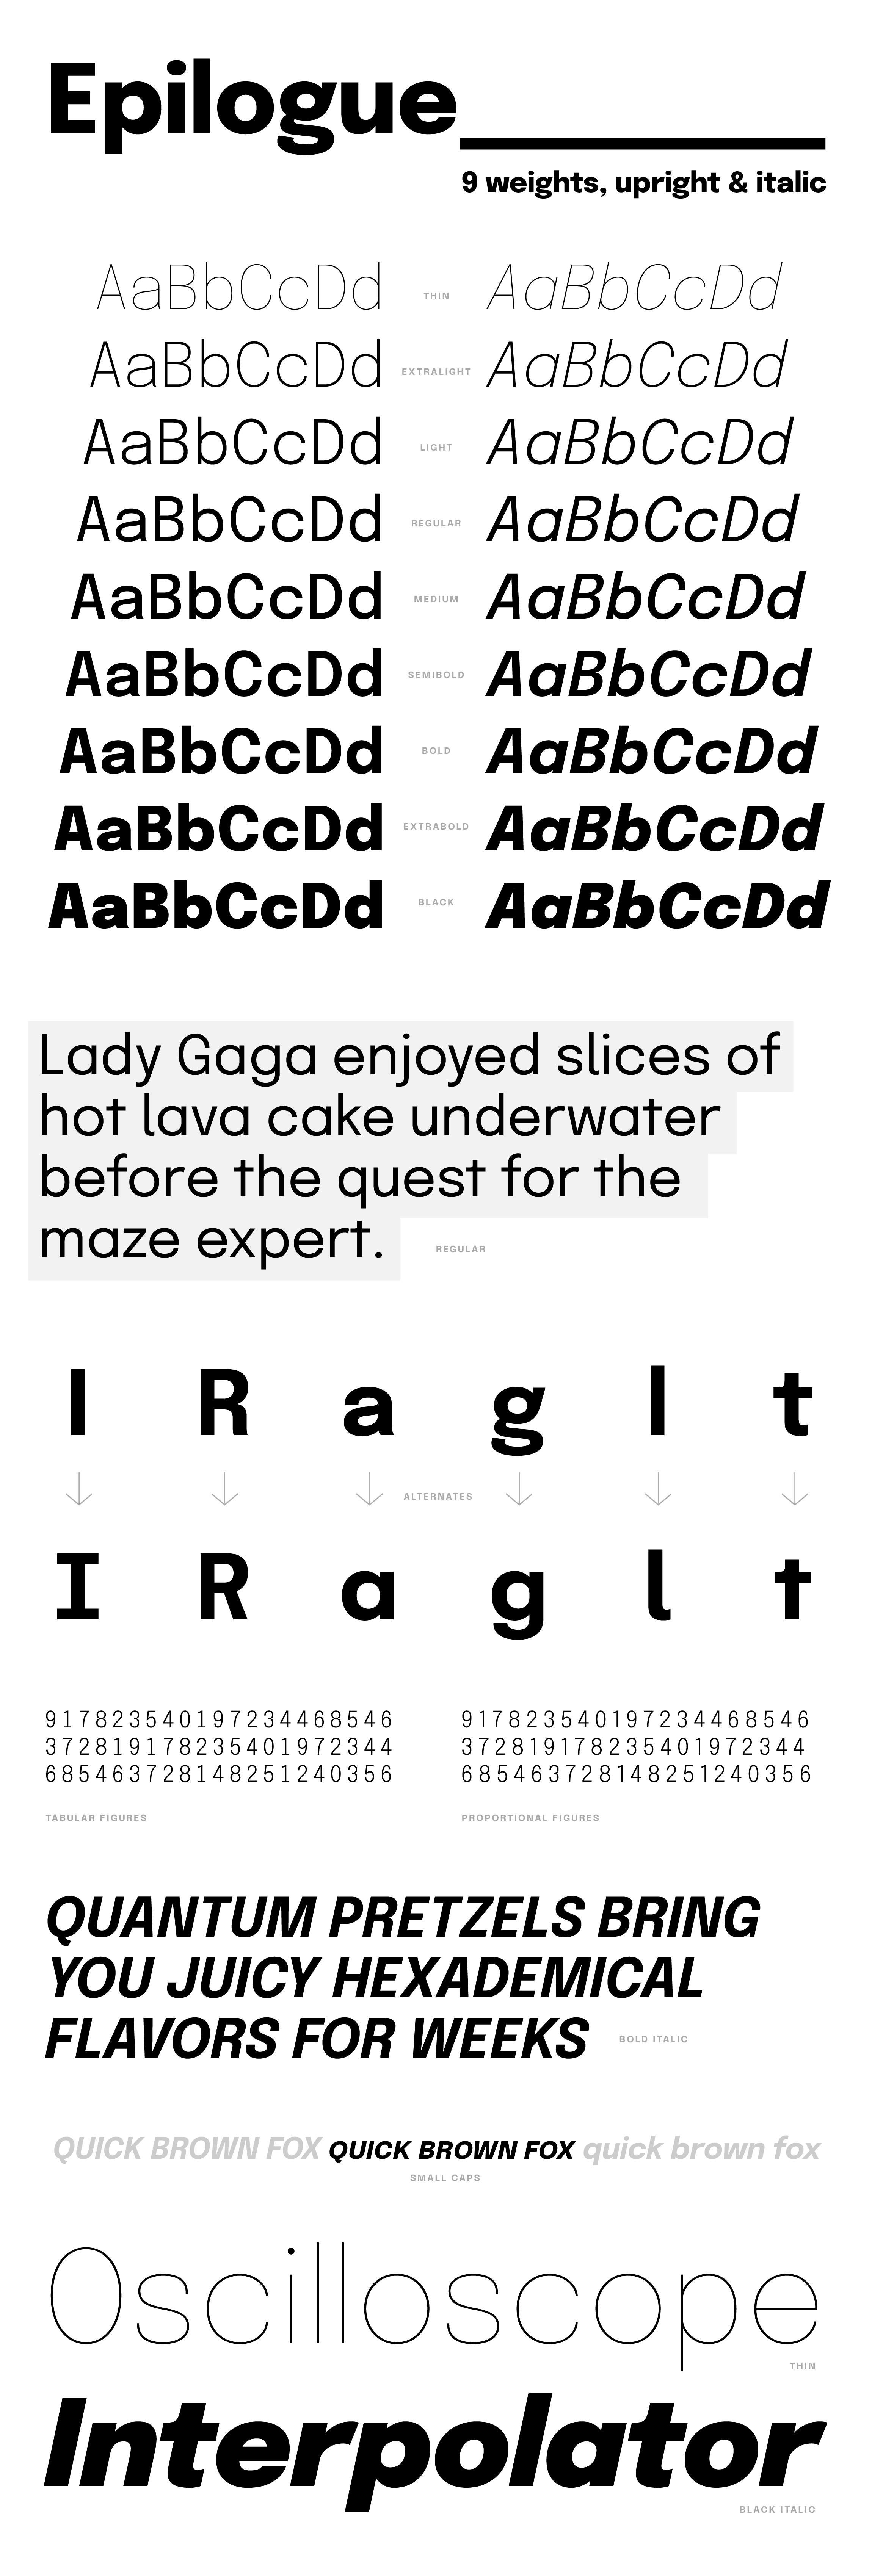 Epilogue
9 weights, upright & italic
AaBbCcDd THIN AaBbCcDd
AaBbCcDd EXTRALIGHT AaBbCcDd
AaBbCcDd LIGHT AaBbCcDd
AaBbCcDd REGULAR AaBbCcDd
AaBbCcDd MEDIUM AaBbCcDd
AaBbCcDd SEMIBOLD AaBbCcDd
AaBbCcDd BOLD AaBbCcDd
AaBbCcDd EXTRABOLD AaBbCcDd
AaBbCcDd BLACK AaBbCcDd
Lady Gaga enjoyed slices of
hot lava cake underwater
before the quest for the
maze expert. REGULAR
I R a g l t
ALTERNATES
I R a g l t
917823540197234468546 917823540197234468546
372819178235401972344 372819178235401972344
685463728148251240356 685463728148251240356
TABULAR FIGURES PROPORTIONAL FIGURES
QUANTUM PRETZELS BRING
YOU JUICY HEXADEMICAL
FLAVORS FOR WEEKS BOLD ITALIC
QUICK BROWN FOX QUICK BROWN FOX quick brown fox
SMALL CAPS
Oscilloscope
THIN
Interpolator
BLACK ITALIC